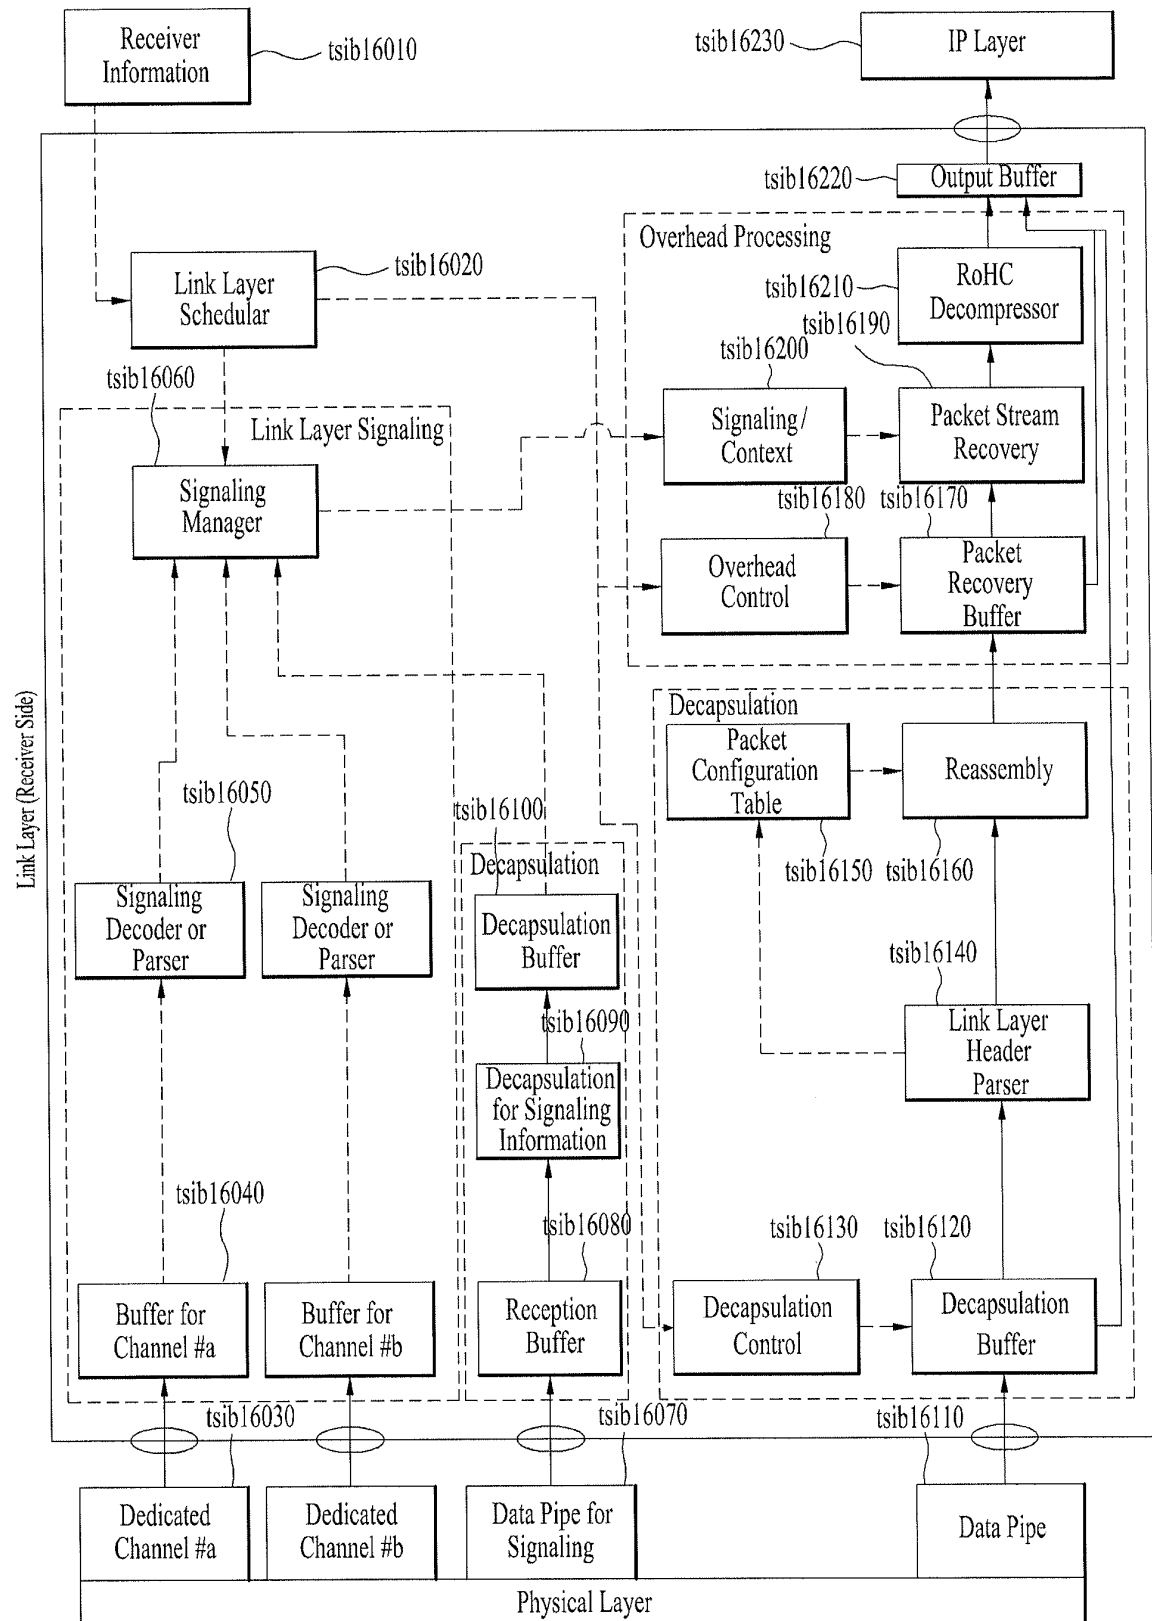 Receiver
Information
tsib16010
tsib16230
IP Layer
tsib16220
Output Buffer
Overhead Processing
Link Layer
Schedular
tsib16020
tsib16210
RoHC
Decompressor
tsib16190
tsib16200
tsib16060
Link Layer Signaling
Signaling/
Context
Packet Stream
Recovery
Signaling
Manager
tsib16180
tsib16170
Overhead
Control
Packet
Recovery
Buffer
Link Layer (Receiver Side)
Decapsulation
Packet
Configuration
Table
Reassembly
tsib16050
tsib16100
tsib16150
tsib16160
Decapsulation
Signaling
Decoder or
Parser
Signaling
Decoder or
Parser
Decapsulation
Buffer
tsib16140
tsib16090
Link Layer
Header
Parser
Decapsulation
for Signaling
Information
tsib16040
tsib16080
tsib16130
tsib16120
Buffer for
Channel #a
Buffer for
Channel #b
Reception
Buffer
Decapsulation
Control
Decapsulation
Buffer
tsib16030
tsib16070
tsib16110
Dedicated
Channel #a
Dedicated
Channel #b
Data Pipe for
Signaling
Data Pipe
Physical Layer